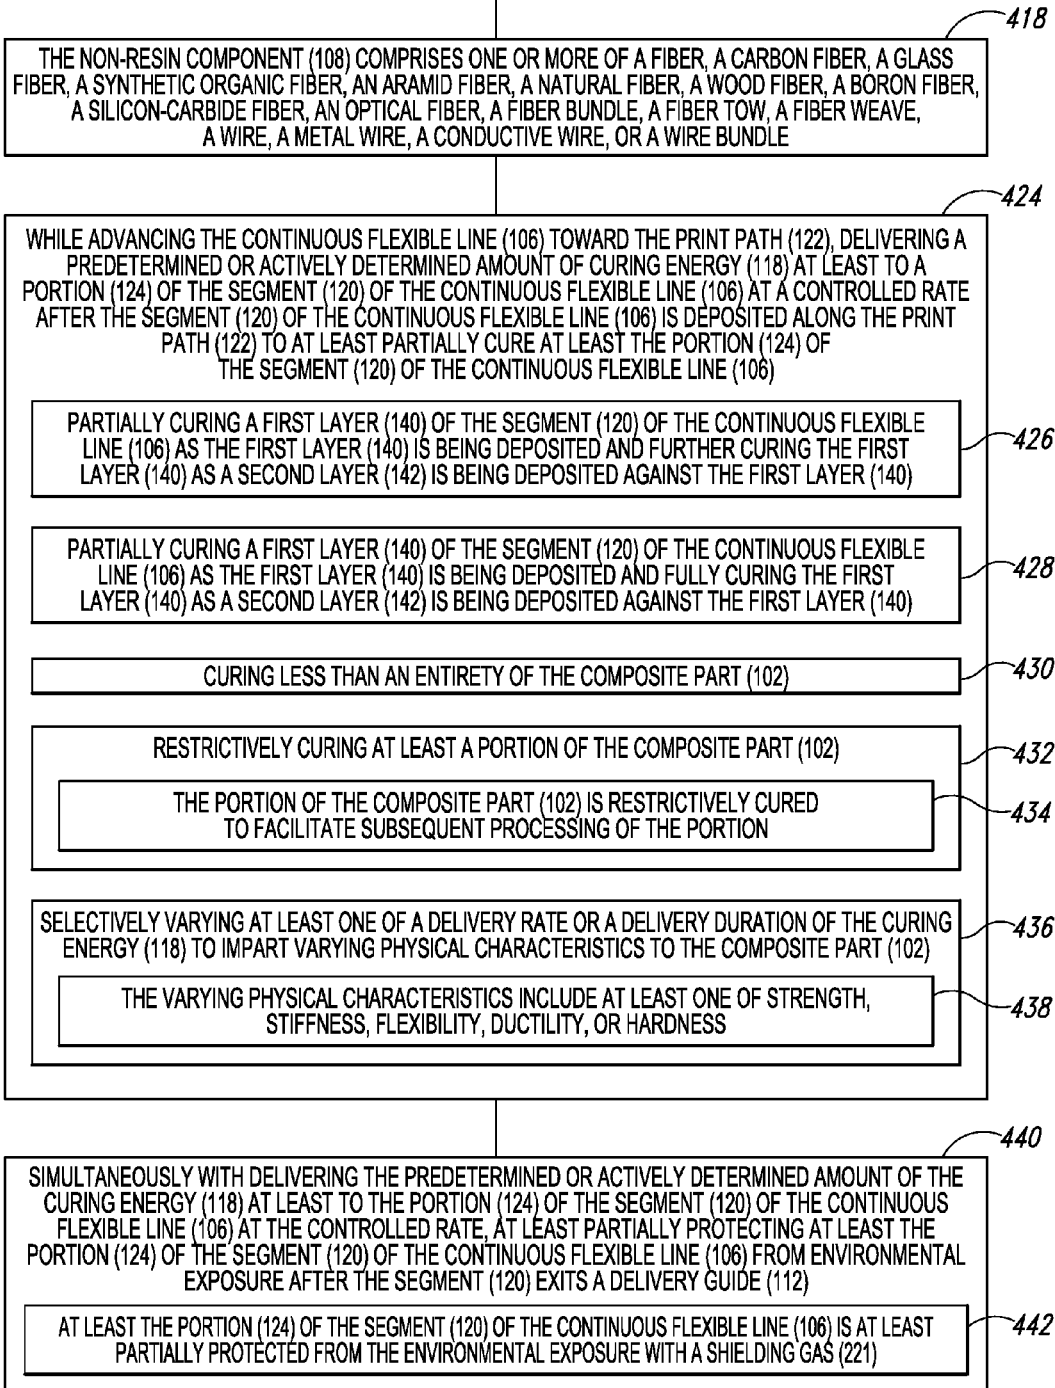 418
THE NON-RESIN COMPONENT (108) COMPRISES ONE OR MORE OF A FIBER, A CARBON FIBER, A GLASS
FIBER, A SYNTHETIC ORGANIC FIBER, AN ARAMID FIBER, A NATURAL FIBER, A WOOD FIBER, A BORON FIBER,
A SILICON-CARBIDE FIBER, AN OPTICAL FIBER, A FIBER BUNDLE, A FIBER TOW, A FIBER WEAVE,
A WIRE, A METAL WIRE, A CONDUCTIVE WIRE, OR A WIRE BUNDLE
424
WHILE ADVANCING THE CONTINUOUS FLEXIBLE LINE (106) TOWARD THE PRINT PATH (122), DELIVERING A
PREDETERMINED OR ACTIVELY DETERMINED AMOUNT OF CURING ENERGY (118) AT LEAST TO A
PORTION (124) OF THE SEGMENT (120) OF THE CONTINUOUS FLEXIBLE LINE (106) AT A CONTROLLED RATE
AFTER THE SEGMENT (120) OF THE CONTINUOUS FLEXIBLE LINE (106) IS DEPOSITED ALONG THE PRINT
PATH (122) TO AT LEAST PARTIALLY CURE AT LEAST THE PORTION (124) OF
THE SEGMENT (120) OF THE CONTINUOUS FLEXIBLE LINE (106)
PARTIALLY CURING A FIRST LAYER (140) OF THE SEGMENT (120) OF THE CONTINUOUS FLEXIBLE
LINE (106) AS THE FIRST LAYER (140) IS BEING DEPOSITED AND FURTHER CURING THE FIRST
LAYER (140) AS A SECOND LAYER (142) IS BEING DEPOSITED AGAINST THE FIRST LAYER (140)
426
PARTIALLY CURING A FIRST LAYER (140) OF THE SEGMENT (120) OF THE CONTINUOUS FLEXIBLE
LINE (106) AS THE FIRST LAYER (140) IS BEING DEPOSITED AND FULLY CURING THE FIRST
LAYER (140) AS A SECOND LAYER (142) IS BEING DEPOSITED AGAINST THE FIRST LAYER (140)
428
CURING LESS THAN AN ENTIRETY OF THE COMPOSITE PART (102)
430
RESTRICTIVELY CURING AT LEAST A PORTION OF THE COMPOSITE PART (102)
432
THE PORTION OF THE COMPOSITE PART (102) IS RESTRICTIVELY CURED
TO FACILITATE SUBSEQUENT PROCESSING OF THE PORTION
434
SELECTIVELY VARYING AT LEAST ONE OF A DELIVERY RATE OR A DELIVERY DURATION OF THE CURING
ENERGY (118) TO IMPART VARYING PHYSICAL CHARACTERISTICS TO THE COMPOSITE PART (102)
436
THE VARYING PHYSICAL CHARACTERISTICS INCLUDE AT LEAST ONE OF STRENGTH,
STIFFNESS, FLEXIBILITY, DUCTILITY, OR HARDNESS
438
440
SIMULTANEOUSLY WITH DELIVERING THE PREDETERMINED OR ACTIVELY DETERMINED AMOUNT OF THE
CURING ENERGY (118) AT LEAST TO THE PORTION (124) OF THE SEGMENT (120) OF THE CONTINUOUS
FLEXIBLE LINE (106) AT THE CONTROLLED RATE, AT LEAST PARTIALLY PROTECTING AT LEAST THE
PORTION (124) OF THE SEGMENT (120) OF THE CONTINUOUS FLEXIBLE LINE (106) FROM ENVIRONMENTAL
EXPOSURE AFTER THE SEGMENT (120) EXITS A DELIVERY GUIDE (112)
AT LEAST THE PORTION (124) OF THE SEGMENT (120) OF THE CONTINUOUS FLEXIBLE LINE (106) IS AT LEAST
PARTIALLY PROTECTED FROM THE ENVIRONMENTAL EXPOSURE WITH A SHIELDING GAS (221)
442